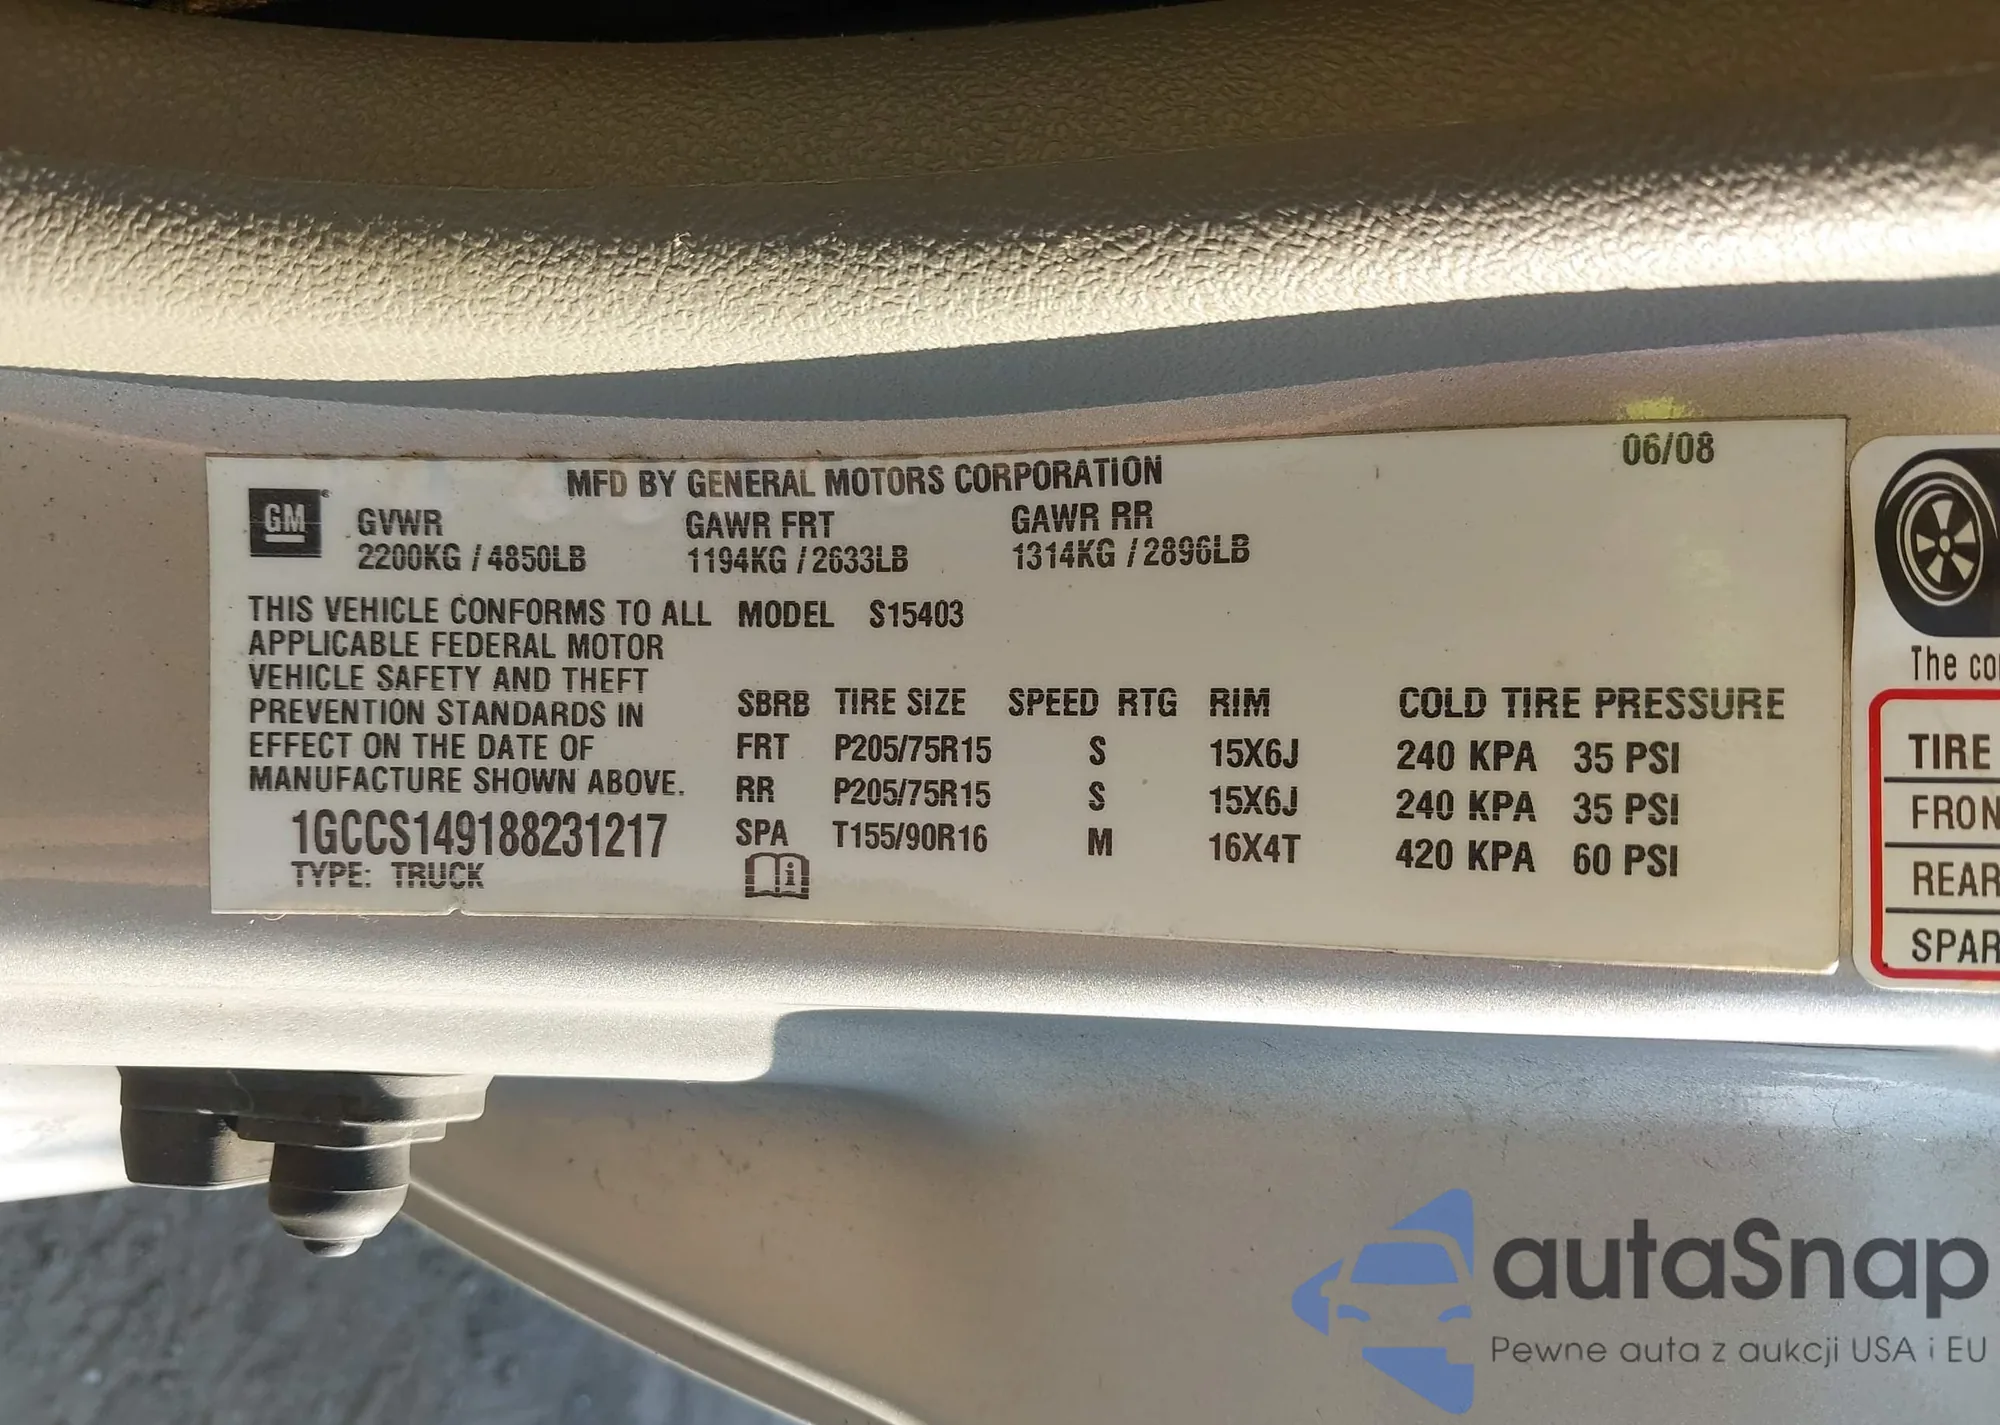 06/08
MFD BY GENERAL MOTORS CORPORATION
GM
GVWR GAWR FRT GAWR RR
2200KG / 4850LB 1194KG / 2633LB 1314KG / 2896LB
THIS VEHICLE CONFORMS TO ALL
APPLICABLE FEDERAL MOTOR
VEHICLE SAFETY AND THEFT
PREVENTION STANDARDS IN
EFFECT ON THE DATE OF
MANUFACTURE SHOWN ABOVE.
1GCCS149188231217
TYPE: TRUCK
MODEL S15403
SBRB TIRE SIZE SPEED RTG RIM COLD TIRE PRESSURE
FRT P205/75R15 S 15X6J 240 KPA 35 PSI
RR P205/75R15 S 15X6J 240 KPA 35 PSI
SPA T155/90R16 M 16X4T 420 KPA 60 PSI
i
The
TIRE
autaSnap
Pewne auta z aukcji USA i EU